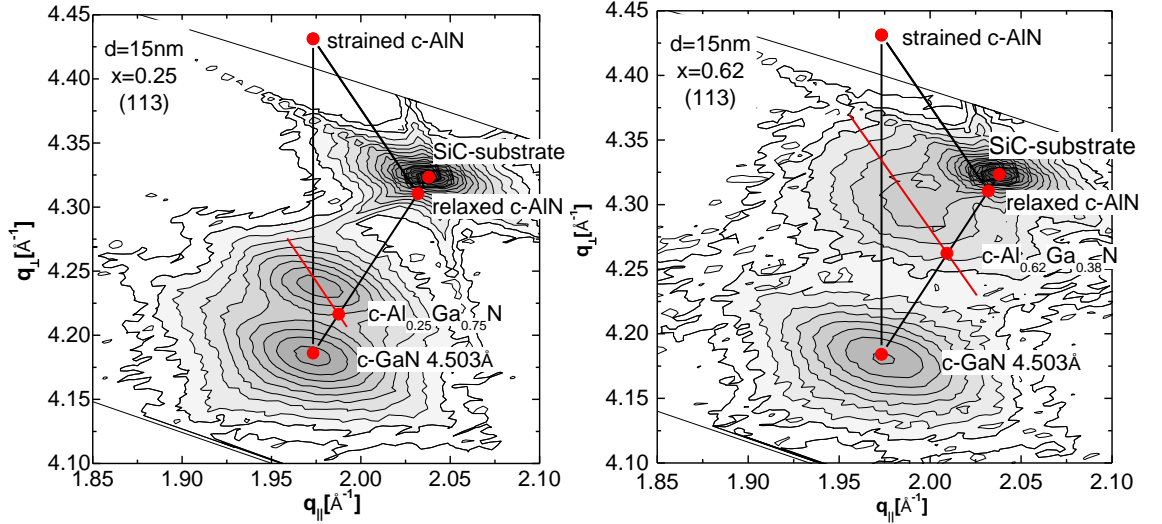 4.45
4.40
4.35
4.30
4.25
4.20
4.15
4.10
q⊥[Å⁻¹]
d=15nm
x=0.25
(113)
strained c-AlN
SiC-substrate
relaxed c-AlN
c-Al₀.₂₅Ga₀.₇₅N
c-GaN 4.503Å
1.85 1.90 1.95 2.00 2.05 2.10
q||[Å⁻¹]
4.45
4.40
4.35
4.30
4.25
4.20
4.15
4.10
q⊥[Å⁻¹]
d=15nm
x=0.62
(113)
strained c-AlN
SiC-substrate
relaxed c-AlN
c-Al₀.₆₂Ga₀.₃₈N
c-GaN 4.503Å
1.85 1.90 1.95 2.00 2.05 2.10
q||[Å⁻¹]